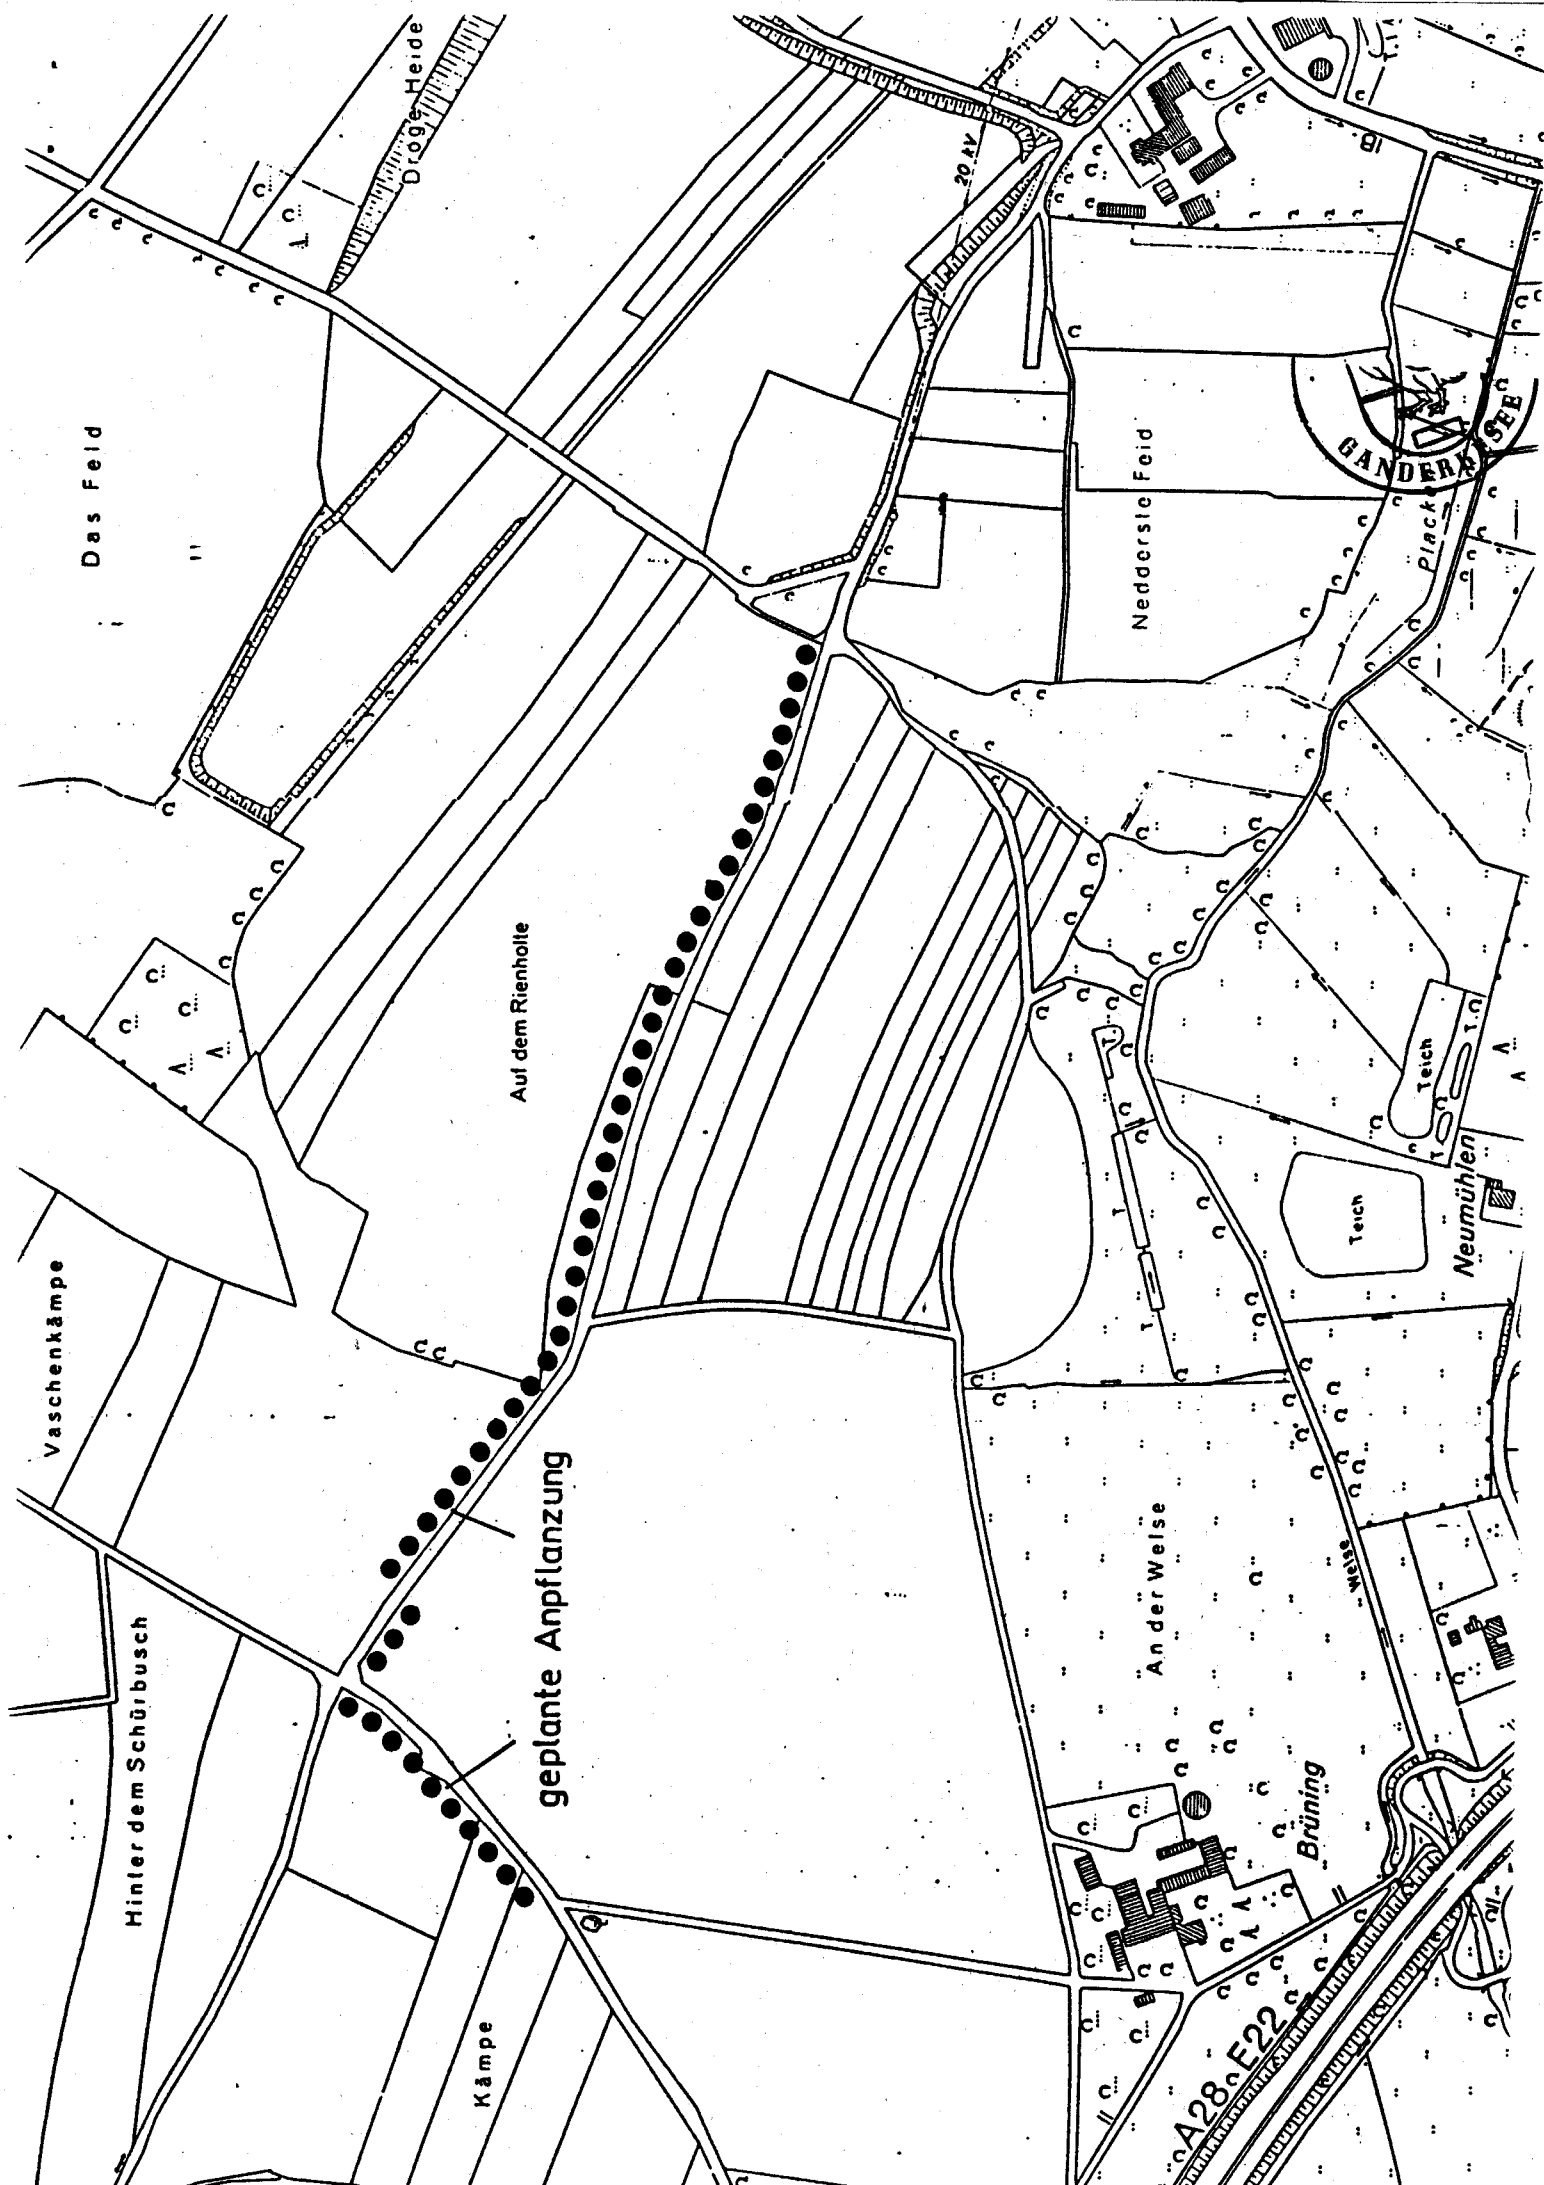 Dröge Heide
Das Feld
20 kV
Nedderste Feld
GANDERKESEE
Auf dem Rienholte
Vaschenkämpe
Teich
Teich
Neumühlen
geplante Anpflanzung
Hinter dem Schürbusch
An der Welse
Welse
Brüning
Kämpe
A28 E22